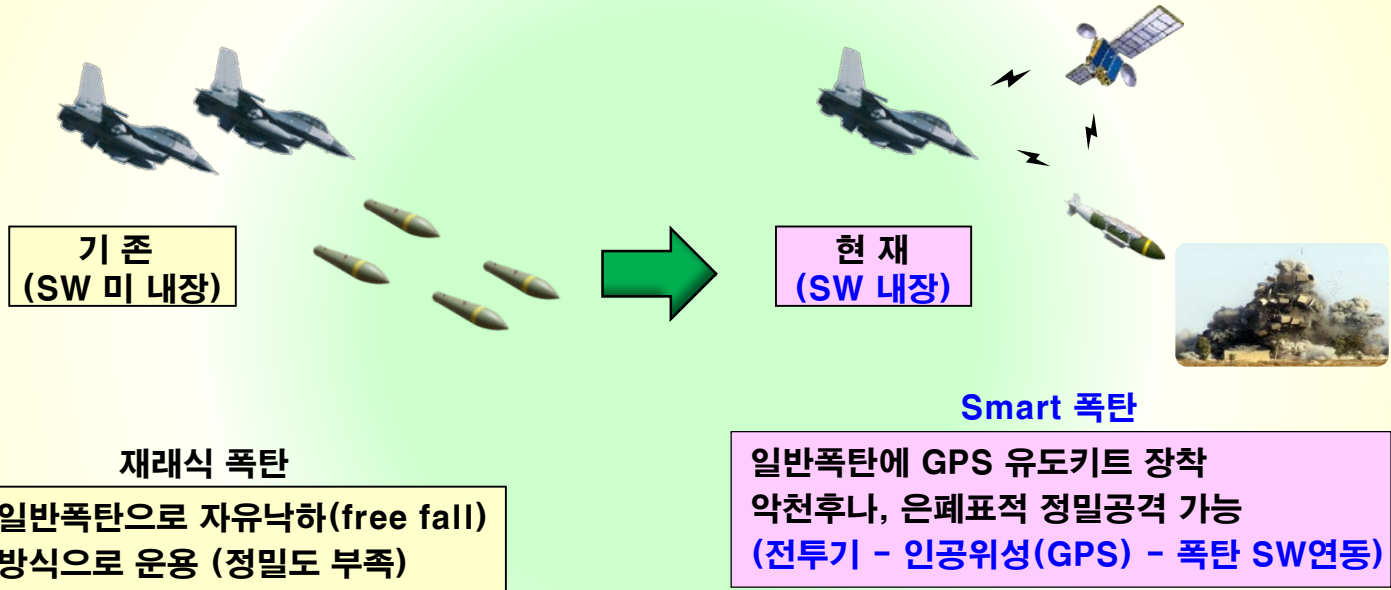 기 존
(SW 미 내장)
현 재
(SW 내장)
재래식 폭탄
일반폭탄으로 자유낙하(free fall)
방식으로 운용 (정밀도 부족)
Smart 폭탄
일반폭탄에 GPS 유도키트 장착
악천후나, 은폐표적 정밀공격 가능
(전투기 - 인공위성(GPS) - 폭탄 SW연동)